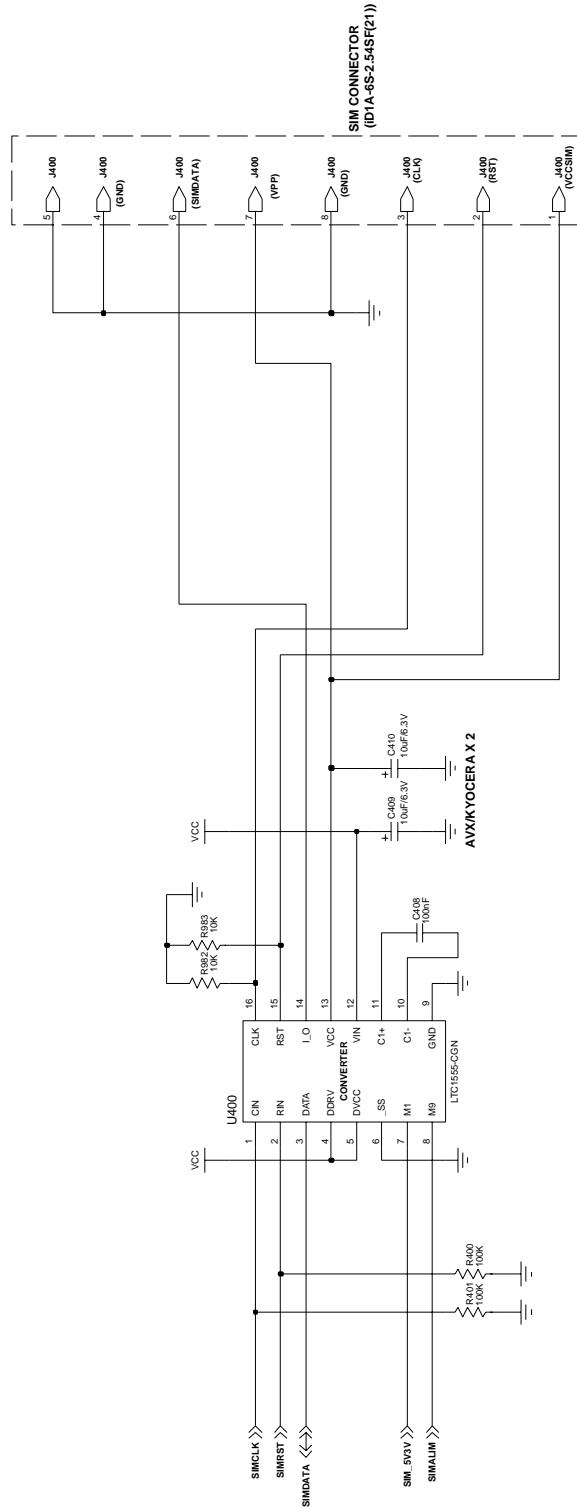 SIM CONNECTOR
(iD1A-6S-2.54SF(21))
5
J400
4
J400
(GND)
6
J400
(SIMDATA)
7
J400
(VPP)
8
J400
(GND)
3
J400
(CLK)
2
J400
(RST)
1
J400
(VCCSIM)
VCC
R982
10K
R983
10K
C409
10uF/6.3V
+
C410
10uF/6.3V
+
AVX/KYOCERA X 2
C408
100nF
U400
CONVERTER
LTC1555-CGN
1
CIN
CLK
16
2
RIN
RST
15
3
DATA
I_O
14
4
DDRV
VCC
13
5
DVCC
VIN
12
6
_SS
C1+
11
7
M1
C1-
10
8
M9
GND
9
VCC
R400
100K
R401
100K
SIMCLK
SIMRST
SIMDATA
SIM_5V3V
SIMALIM